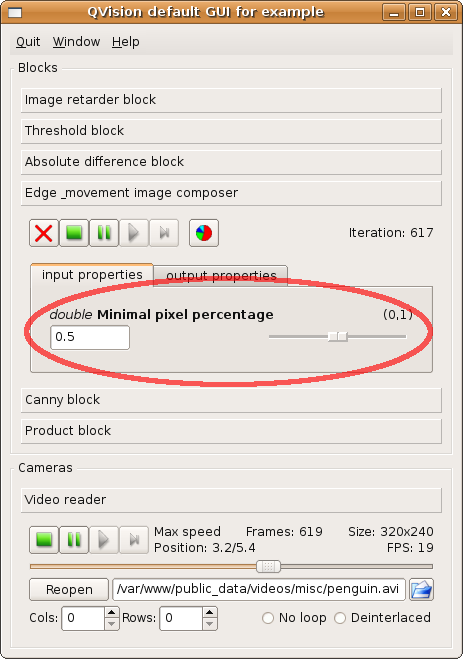 QVision default GUI for example
Quit Window Help
Blocks
Image retarder block
Threshold block
Absolute difference block
Edge _movement image composer
Iteration: 617
input properties output properties
double Minimal pixel percentage (0,1)
0.5
Canny block
Product block
Cameras
Video reader
Max speed Frames: 619 Size: 320x240
Position: 3.2/5.4 FPS: 19
Reopen /var/www/public_data/videos/misc/penguin.avi
Cols: 0 Rows: 0 No loop Deinterlaced